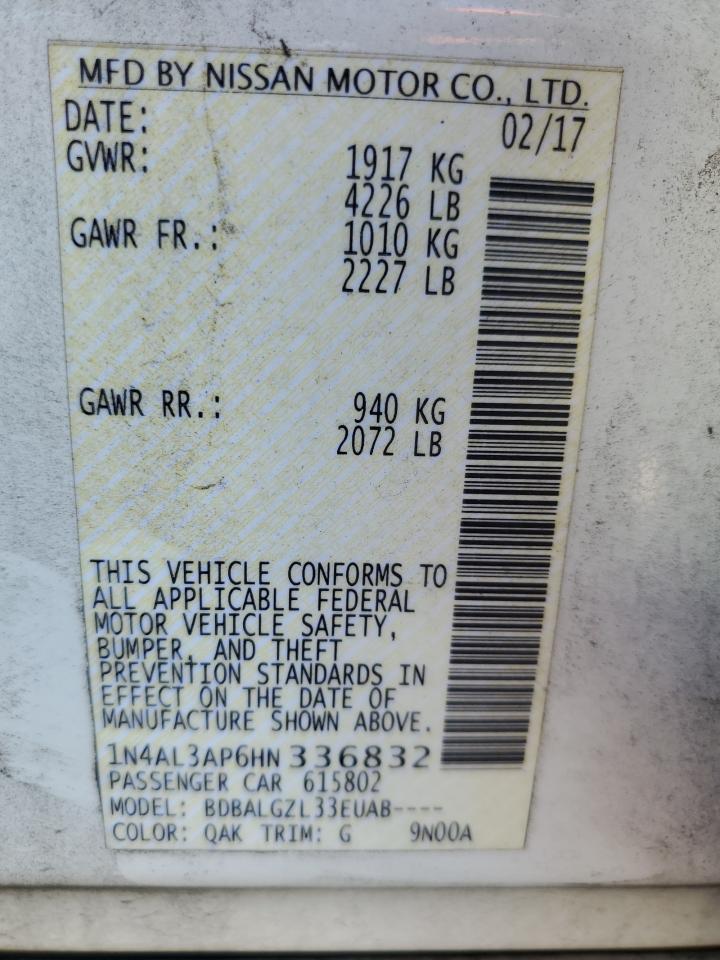 MFD BY NISSAN MOTOR CO., LTD.
DATE: 02/17
GVWR: 1917 KG
4226 LB
GAWR FR.: 1010 KG
2227 LB
GAWR RR.: 940 KG
2072 LB
THIS VEHICLE CONFORMS TO
ALL APPLICABLE FEDERAL
MOTOR VEHICLE SAFETY,
BUMPER, AND THEFT
PREVENTION STANDARDS IN
EFFECT ON THE DATE OF
MANUFACTURE SHOWN ABOVE.
1N4AL3AP6HN 336832
PASSENGER CAR 615802
MODEL: BDBALGZL33EUAB----
COLOR: QAK TRIM: G 9N00A